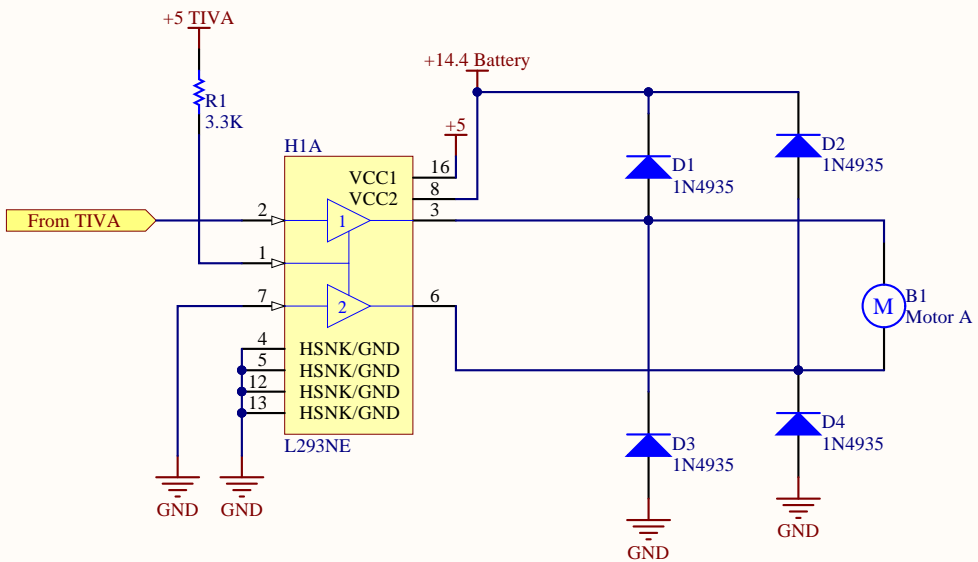 +5 TIVA
+14.4 Battery
R1
3.3K
+5
H1A
D2
1N4935
D1
1N4935
VCC1
16
VCC2
8
From TIVA
2
1
3
1
7
2
6
B1
Motor A
M
4
HSNK/GND
5
HSNK/GND
12
HSNK/GND
13
HSNK/GND
L293NE
D4
1N4935
D3
1N4935
GND
GND
GND
GND